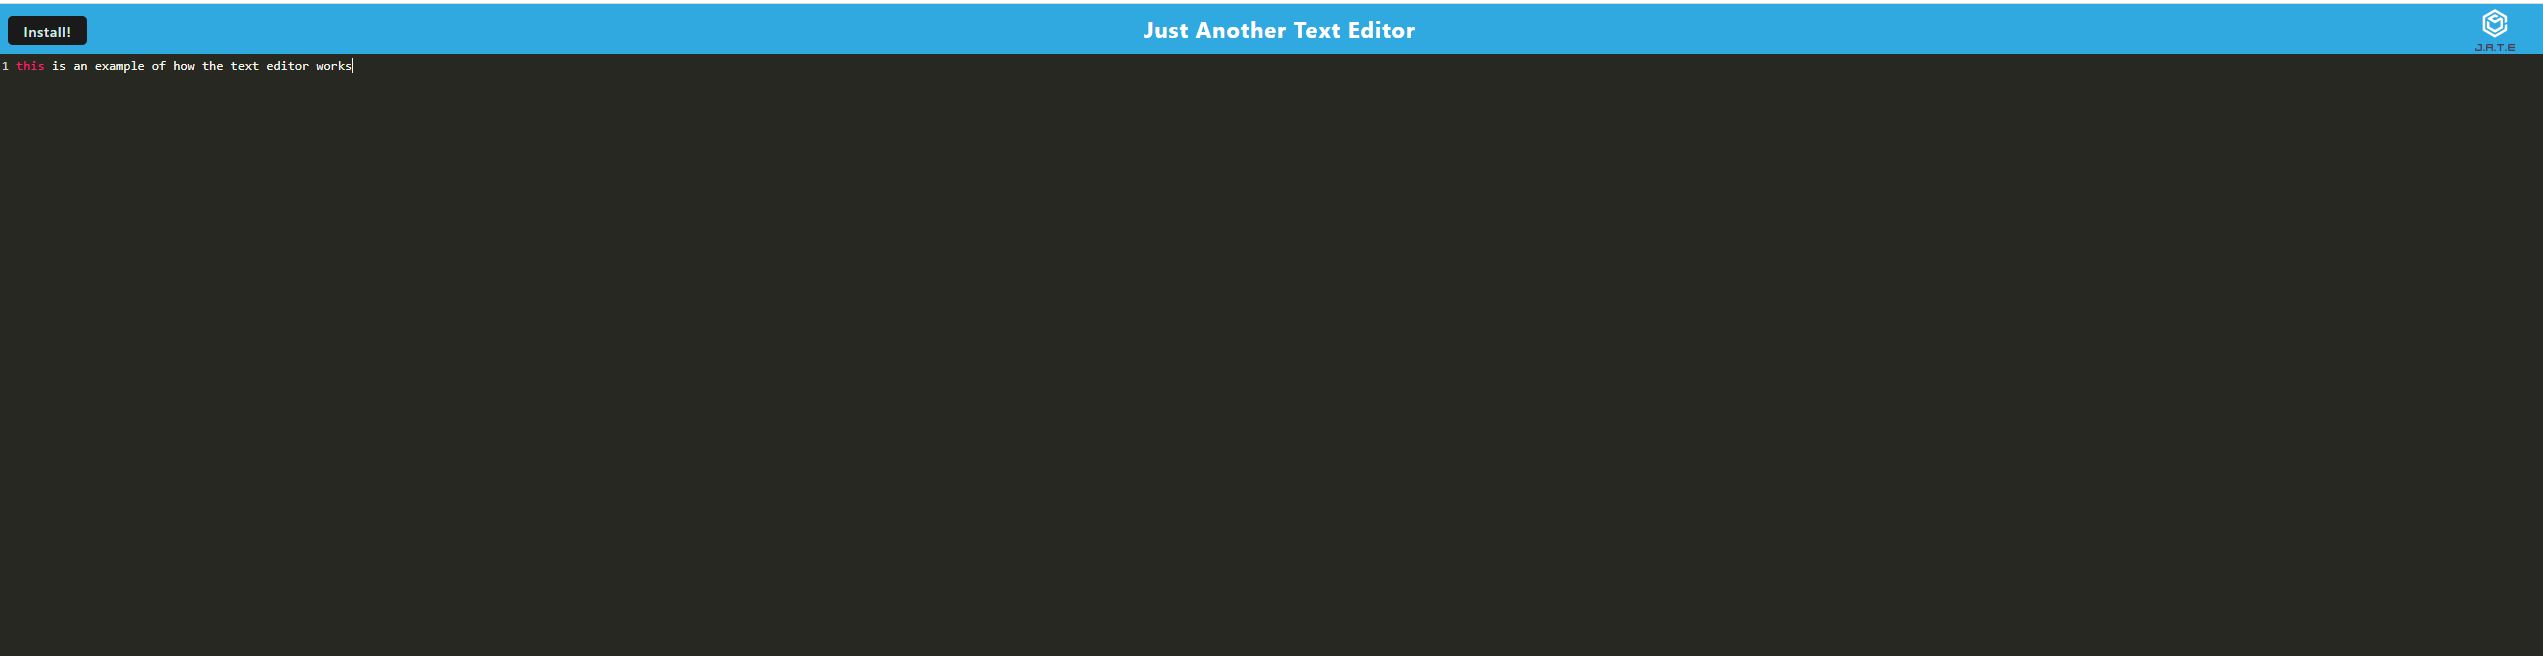 Install!
Just Another Text Editor
J.A.T.E
1 this is an example of how the text editor works